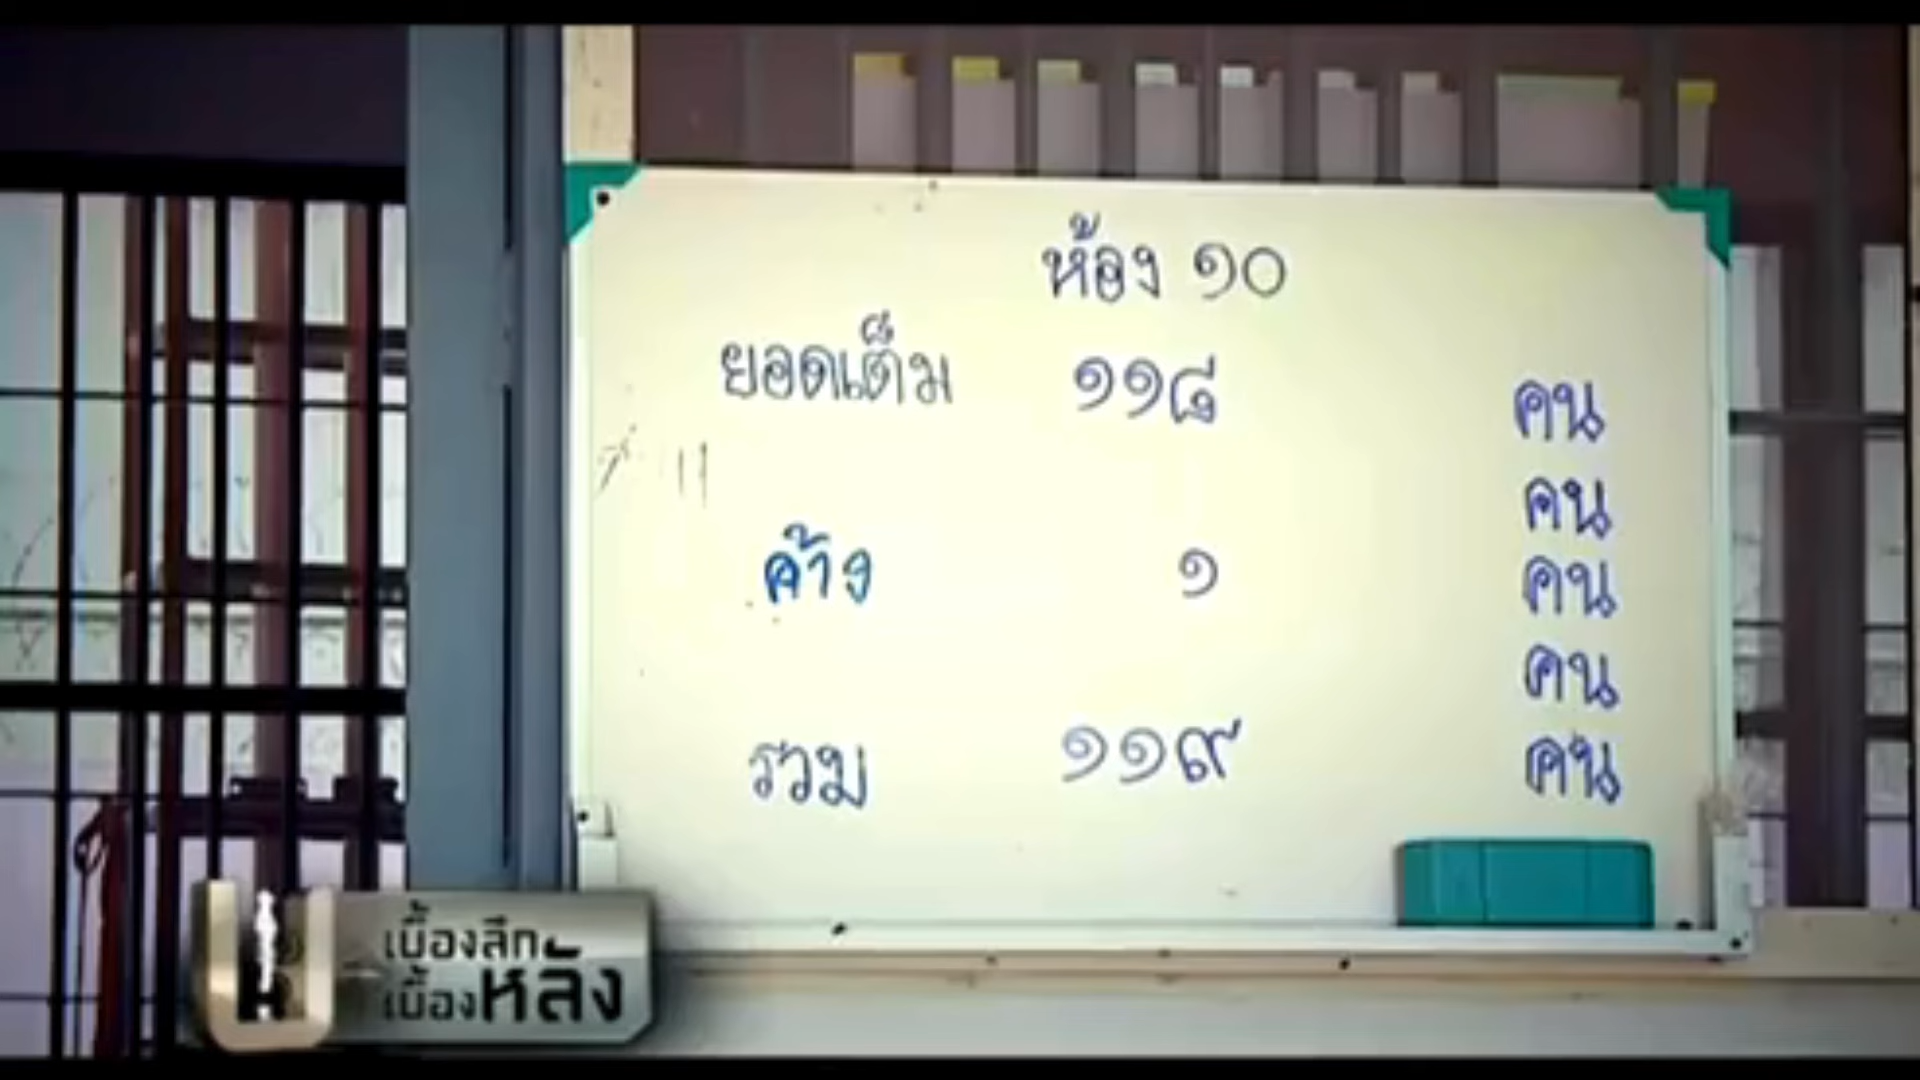 ห้อง ๑๐
ยอดเต็ม ๑๑๘ คน
คน
ค้าง ๑ คน
คน
รวม ๑๑๙ คน
เบื้องลึก
เบื้องหลัง